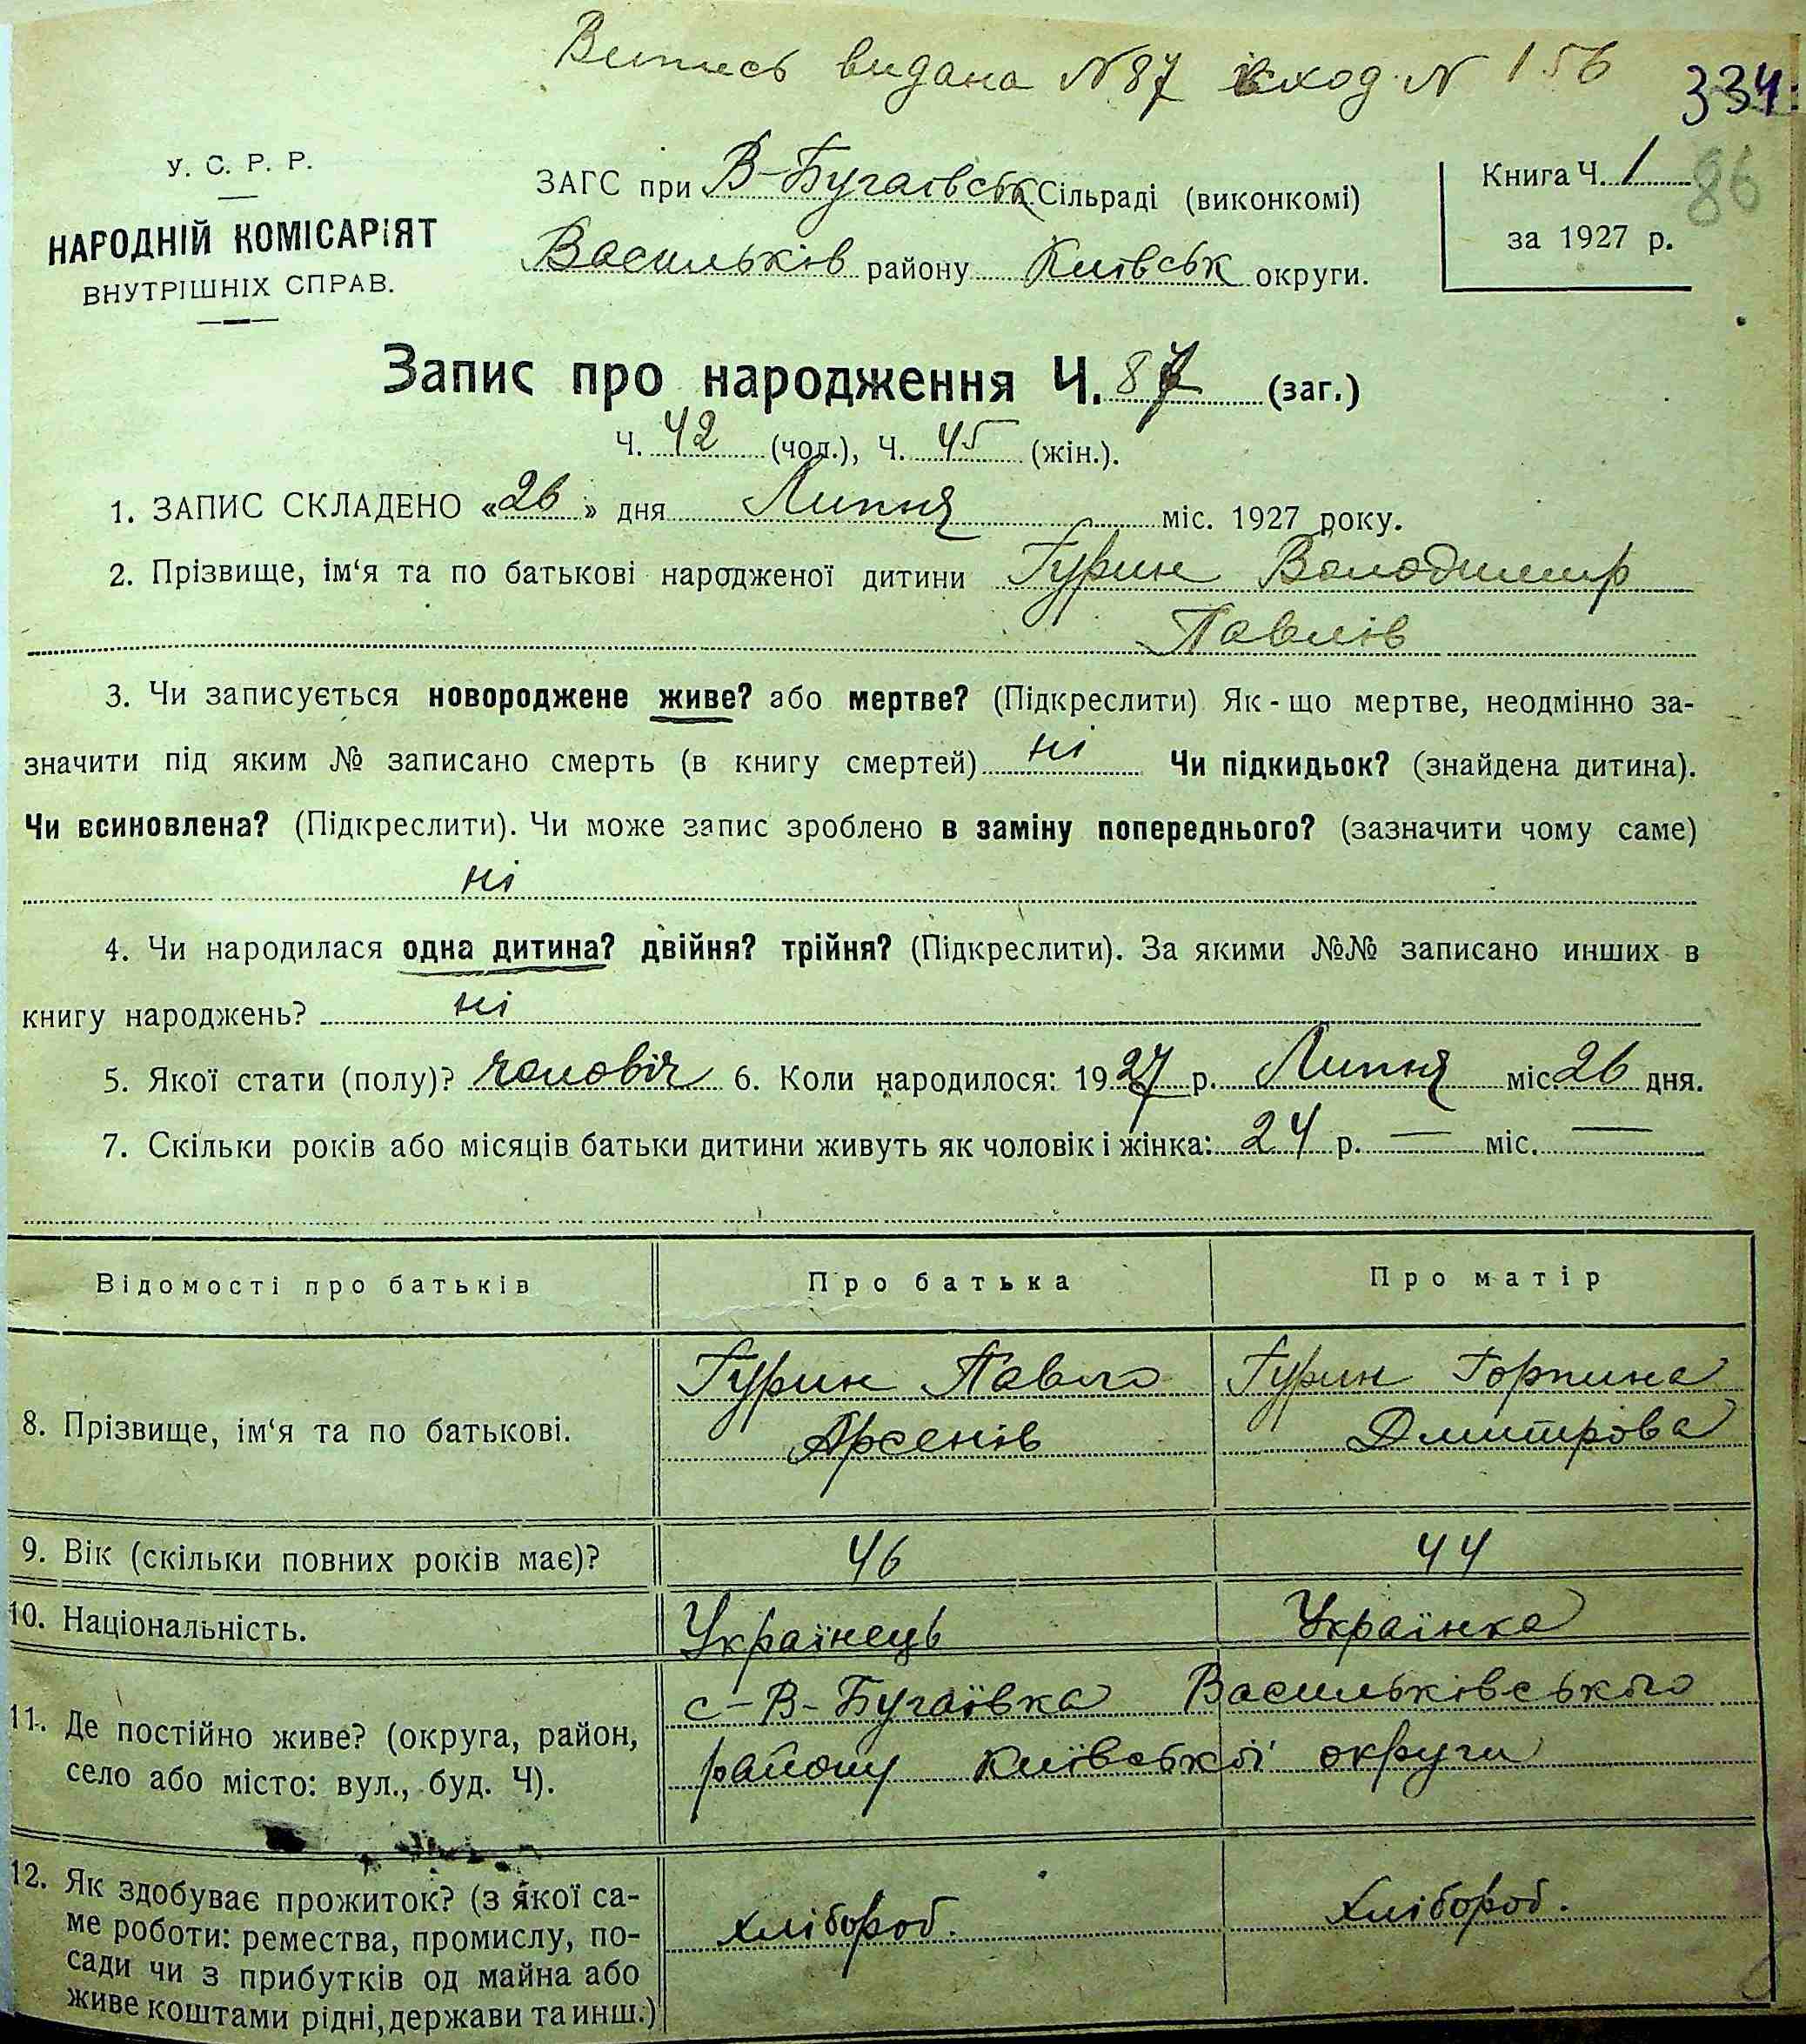 Випись видана N 87 вход. N 156
334
86
У. С. Р. Р.
НАРОДНІЙ КОМІСАРІЯТ
ВНУТРІШНІХ СПРАВ.
ЗАГС при В-Бугаївськ Сільраді (виконкомі)
Васильків району Київськ округи.
Книга Ч. 1
за 1927 р.
Запис про народження Ч. 87 (заг.)
Ч. 42 (чол.), Ч. 45 (жін.).
1. ЗАПИС СКЛАДЕНО «26» дня Липня міс. 1927 року.
2. Прізвище, ім‘я та по батькові народженої дитини Гурин Володимир
Павлів
3. Чи записується новороджене живе? або мертве? (Підкреслити) Як - що мертве, неодмінно за-
значити під яким № записано смерть (в книгу смертей) ні Чи підкидьок? (знайдена дитина).
Чи всиновлена? (Підкреслити). Чи може запис зроблено в заміну попереднього? (зазначити чому саме)
ні
4. Чи народилася одна дитина? двійня? трійня? (Підкреслити). За якими №№ записано инших в
книгу народжень? ні
5. Якої стати (полу)? чоловіч 6. Коли народилося: 1927 р. Липня міс. 26 дня.
7. Скільки років або місяців батьки дитини живуть як чоловік і жінка: 24 р. — міс. —
Відомості про батьків Про батька Про матір
8. Прізвище, ім‘я та по батькові.
Гурин Павло
Арсенів
Гурин Горпина
Дмитрова
9. Вік (скільки повних років має)? 46 44
10. Національність. Українець Українка
11. Де постійно живе? (округа, район,
село або місто: вул., буд. Ч).
с-В-Бугаївка Васильківського
району Київської округи
12. Як здобуває прожиток? (з якої са-
ме роботи: ремества, промислу, по-
сади чи з прибутків од майна або
живе коштами рідні, держави та инш.)
хлібороб.
хлібороб.